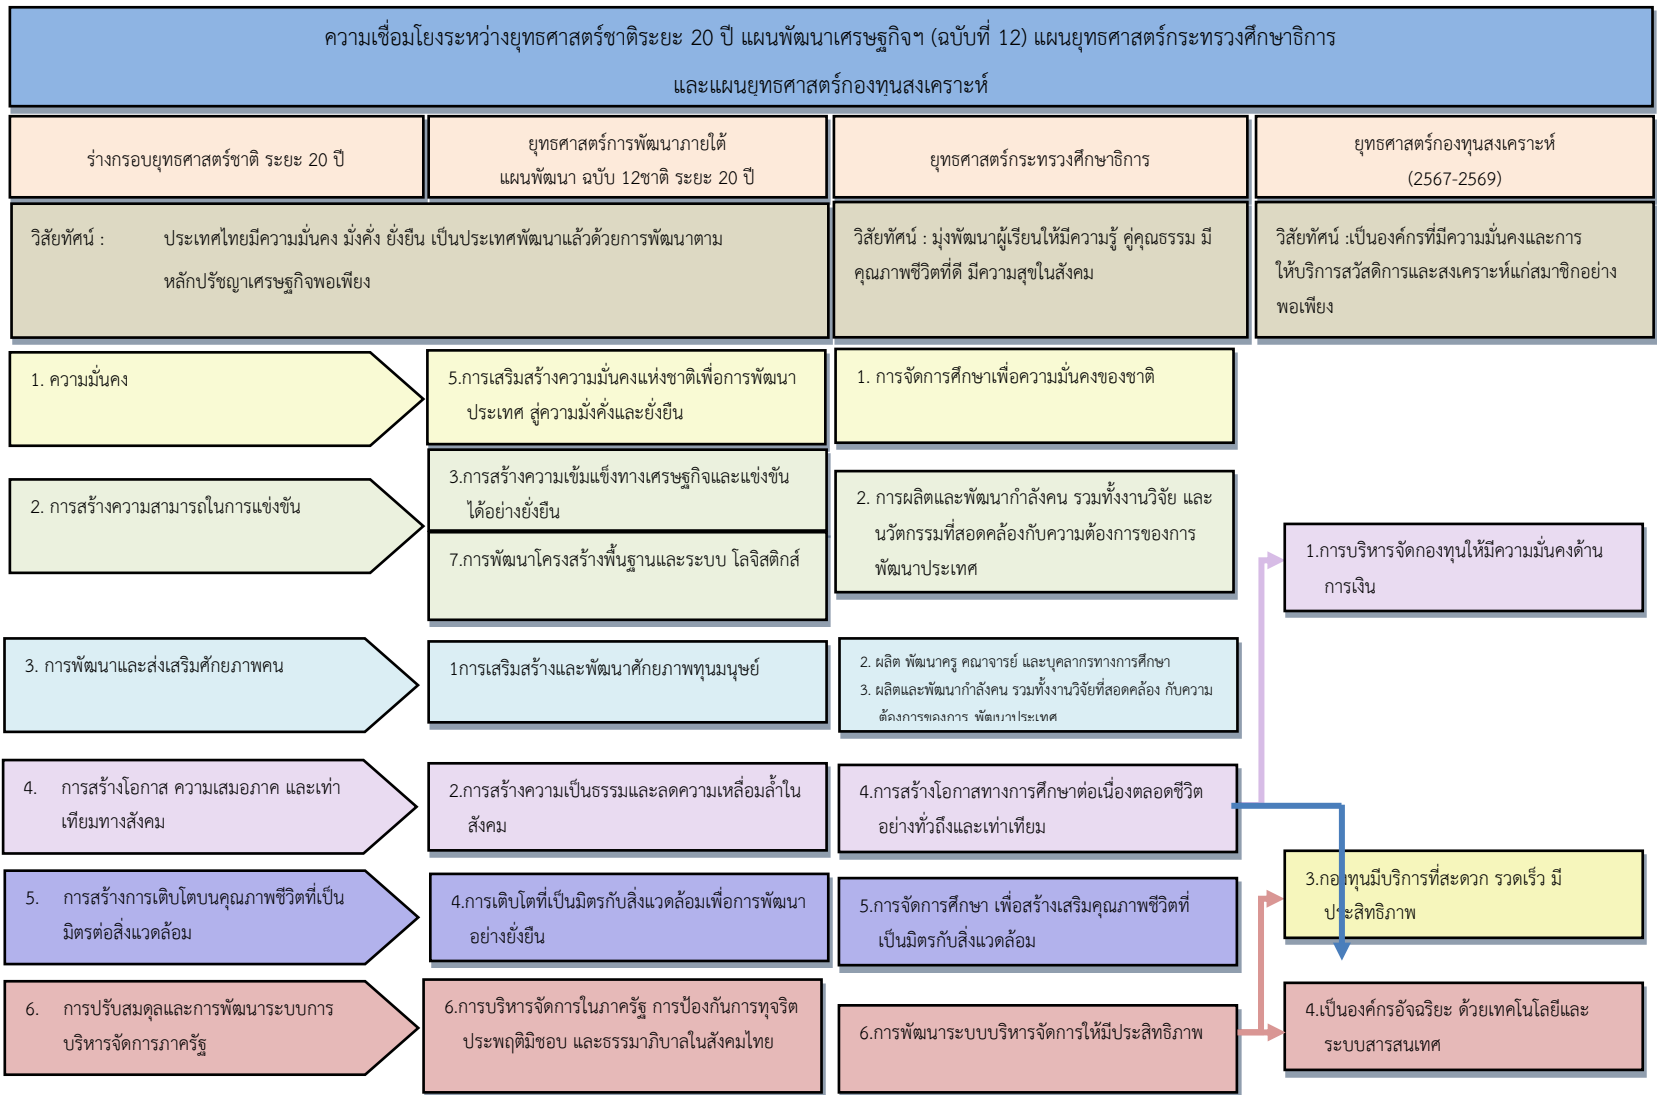 ความเชื่อมโยงระหว่างยุทธศาสตร์ชาติระยะ 20 ปี แผนพัฒนาเศรษฐกิจฯ (ฉบับที่ 12) แผนยุทธศาสตร์กระทรวงศึกษาธิการ
และแผนยุทธศาสตร์กองทุนสงเคราะห์
ร่างกรอบยุทธศาสตร์ชาติ ระยะ 20 ปี
ยุทธศาสตร์การพัฒนาภายใต้
แผนพัฒนา ฉบับ 12ชาติ ระยะ 20 ปี
ยุทธศาสตร์กระทรวงศึกษาธิการ
ยุทธศาสตร์กองทุนสงเคราะห์
(2567-2569)
วิสัยทัศน์ : ประเทศไทยมีความมั่นคง มั่งคั่ง ยั่งยืน เป็นประเทศพัฒนาแล้วด้วยการพัฒนาตาม
หลักปรัชญาเศรษฐกิจพอเพียง
วิสัยทัศน์ : มุ่งพัฒนาผู้เรียนให้มีความรู้ คู่คุณธรรม มี
คุณภาพชีวิตที่ดี มีความสุขในสังคม
วิสัยทัศน์ :เป็นองค์กรที่มีความมั่นคงและการ
ให้บริการสวัสดิการและสงเคราะห์แก่สมาชิกอย่าง
พอเพียง
1. ความมั่นคง
5.การเสริมสร้างความมั่นคงแห่งชาติเพื่อการพัฒนา
ประเทศ สู่ความมั่งคั่งและยั่งยืน
1. การจัดการศึกษาเพื่อความมั่นคงของชาติ
2. การสร้างความสามารถในการแข่งขัน
3.การสร้างความเข้มแข็งทางเศรษฐกิจและแข่งขัน
ได้อย่างยั่งยืน
7.การพัฒนาโครงสร้างพื้นฐานและระบบ โลจิสติกส์
2. การผลิตและพัฒนากำลังคน รวมทั้งงานวิจัย และ
นวัตกรรมที่สอดคล้องกับความต้องการของการ
พัฒนาประเทศ
1.การบริหารจัดกองทุนให้มีความมั่นคงด้าน
การเงิน
3. การพัฒนาและส่งเสริมศักยภาพคน
1การเสริมสร้างและพัฒนาศักยภาพทุนมนุษย์
2. ผลิต พัฒนาครู คณาจารย์ และบุคลากรทางการศึกษา
3. ผลิตและพัฒนากำลังคน รวมทั้งงานวิจัยที่สอดคล้อง กับความ
ต้องการของการ พัฒนาประเทศ
4. การสร้างโอกาส ความเสมอภาค และเท่า
เทียมทางสังคม
2.การสร้างความเป็นธรรมและลดความเหลื่อมล้ำใน
สังคม
4.การสร้างโอกาสทางการศึกษาต่อเนื่องตลอดชีวิต
อย่างทั่วถึงและเท่าเทียม
3.กองทุนมีบริการที่สะดวก รวดเร็ว มี
ประสิทธิภาพ
5. การสร้างการเติบโตบนคุณภาพชีวิตที่เป็น
มิตรต่อสิ่งแวดล้อม
4.การเติบโตที่เป็นมิตรกับสิ่งแวดล้อมเพื่อการพัฒนา
อย่างยั่งยืน
5.การจัดการศึกษา เพื่อสร้างเสริมคุณภาพชีวิตที่
เป็นมิตรกับสิ่งแวดล้อม
6. การปรับสมดุลและการพัฒนาระบบการ
บริหารจัดการภาครัฐ
6.การบริหารจัดการในภาครัฐ การป้องกันการทุจริต
ประพฤติมิชอบ และธรรมาภิบาลในสังคมไทย
6.การพัฒนาระบบบริหารจัดการให้มีประสิทธิภาพ
4.เป็นองค์กรอัจฉริยะ ด้วยเทคโนโลยีและ
ระบบสารสนเทศ